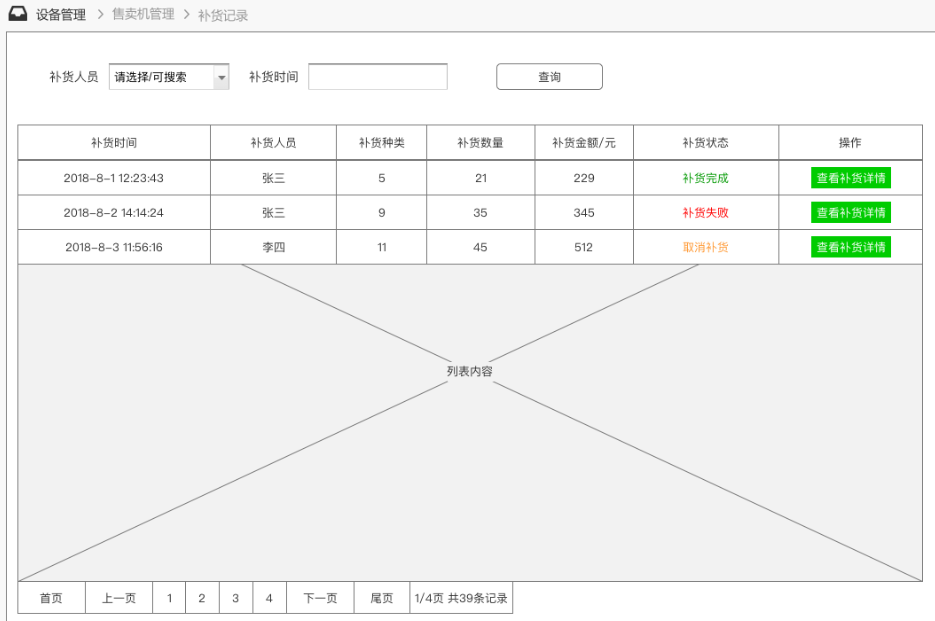 设备管理 > 售卖机管理 > 补货记录
补货人员 请选择/可搜索 补货时间 查询
补货时间 补货人员 补货种类 补货数量 补货金额/元 补货状态 操作
2018-8-1 12:23:43 张三 5 21 229 补货完成 查看补货详情
2018-8-2 14:14:24 张三 9 35 345 补货失败 查看补货详情
2018-8-3 11:56:16 李四 11 45 512 取消补货 查看补货详情
列表内容
首页 上一页 1 2 3 4 下一页 尾页 1/4页 共39条记录